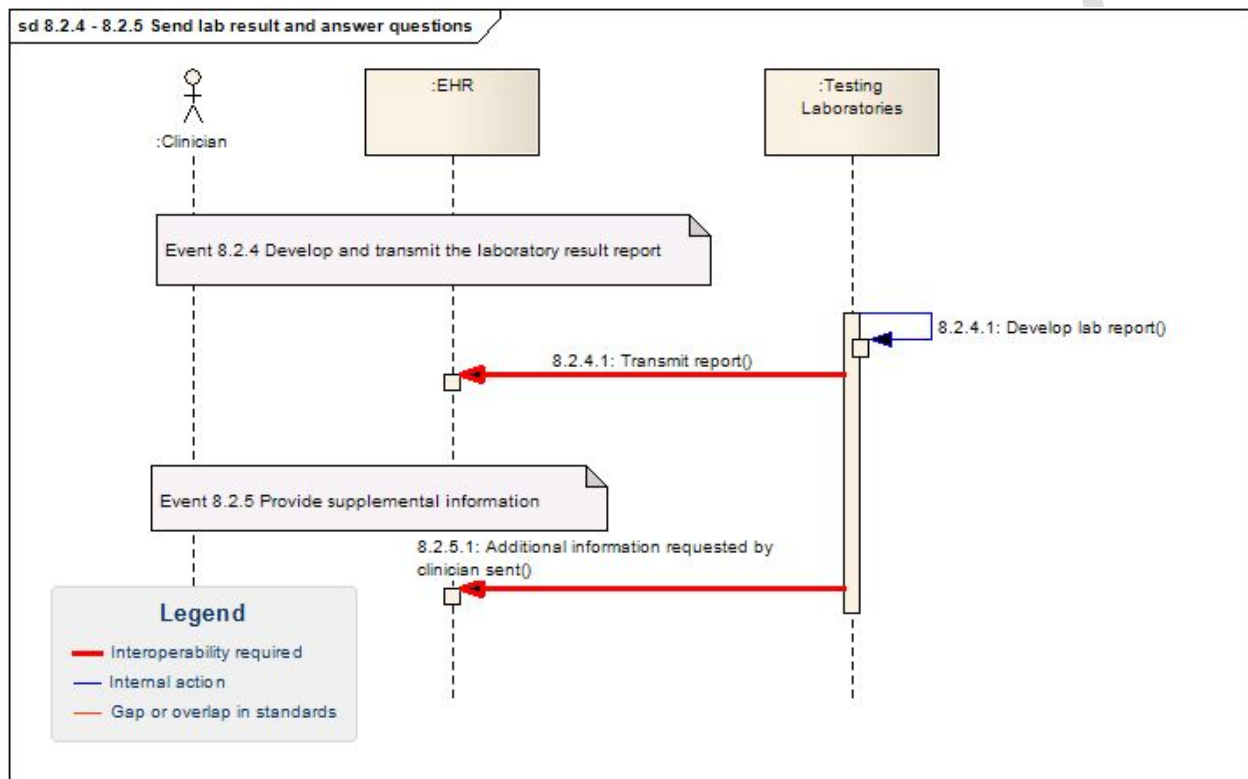 sd 8.2.4 - 8.2.5 Send lab result and answer questions
:Clinician
:EHR
:Testing
Laboratories
Event 8.2.4 Develop and transmit the laboratory result report
8.2.4.1: Develop lab report()
8.2.4.1: Transmit report()
Event 8.2.5 Provide supplemental information
8.2.5.1: Additional information requested by
clinician sent()
Legend
Interoperability required
Internal action
Gap or overlap in standards